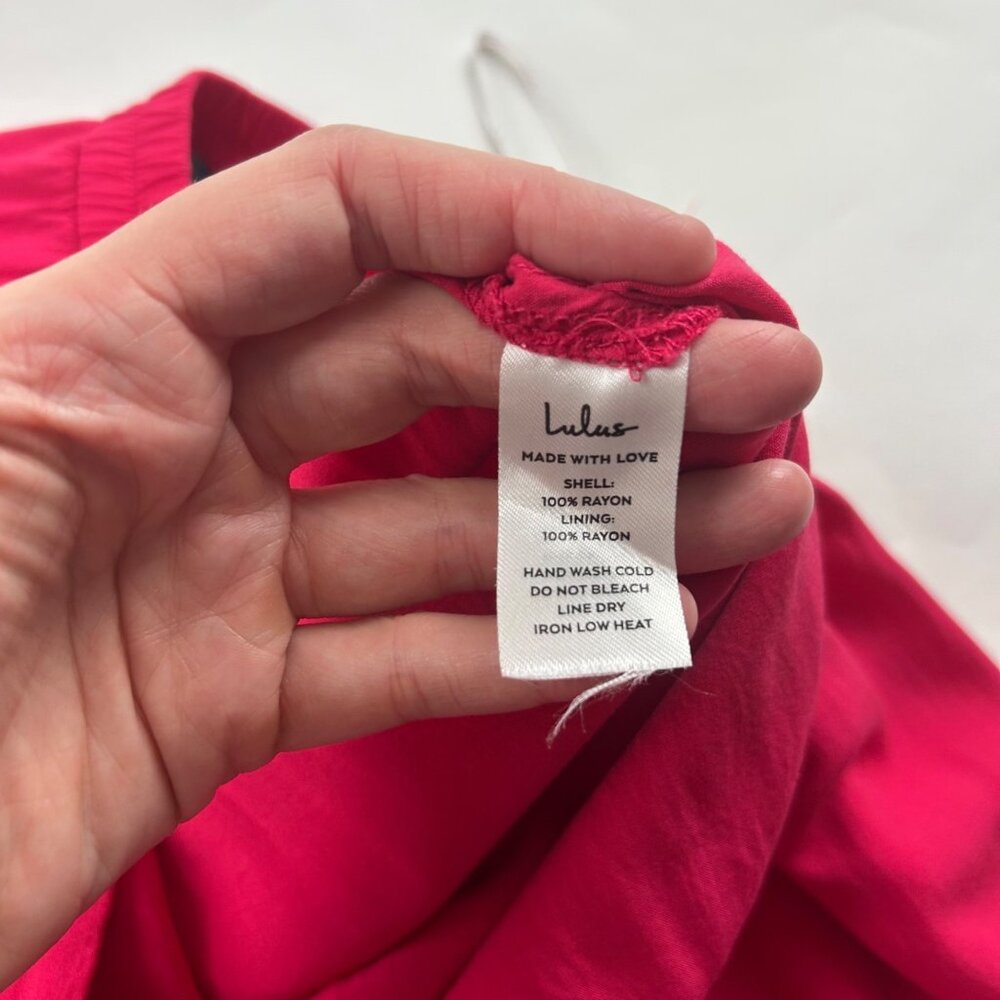 Lulus
MADE WITH LOVE
SHELL:
100% RAYON
LINING:
100% RAYON
HAND WASH COLD
DO NOT BLEACH
LINE DRY
IRON LOW HEAT